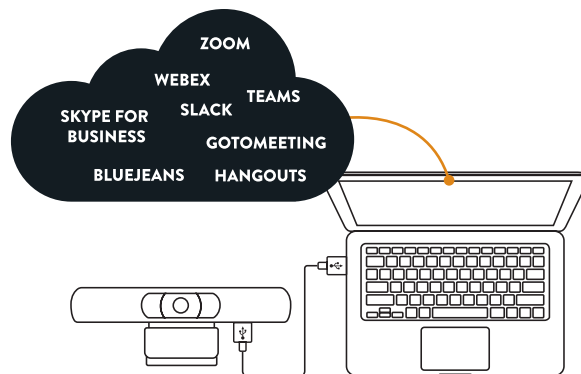 ZOOM
WEBEX
TEAMS
SLACK
SKYPE FOR
BUSINESS
GOTOMEETING
BLUEJEANS
HANGOUTS